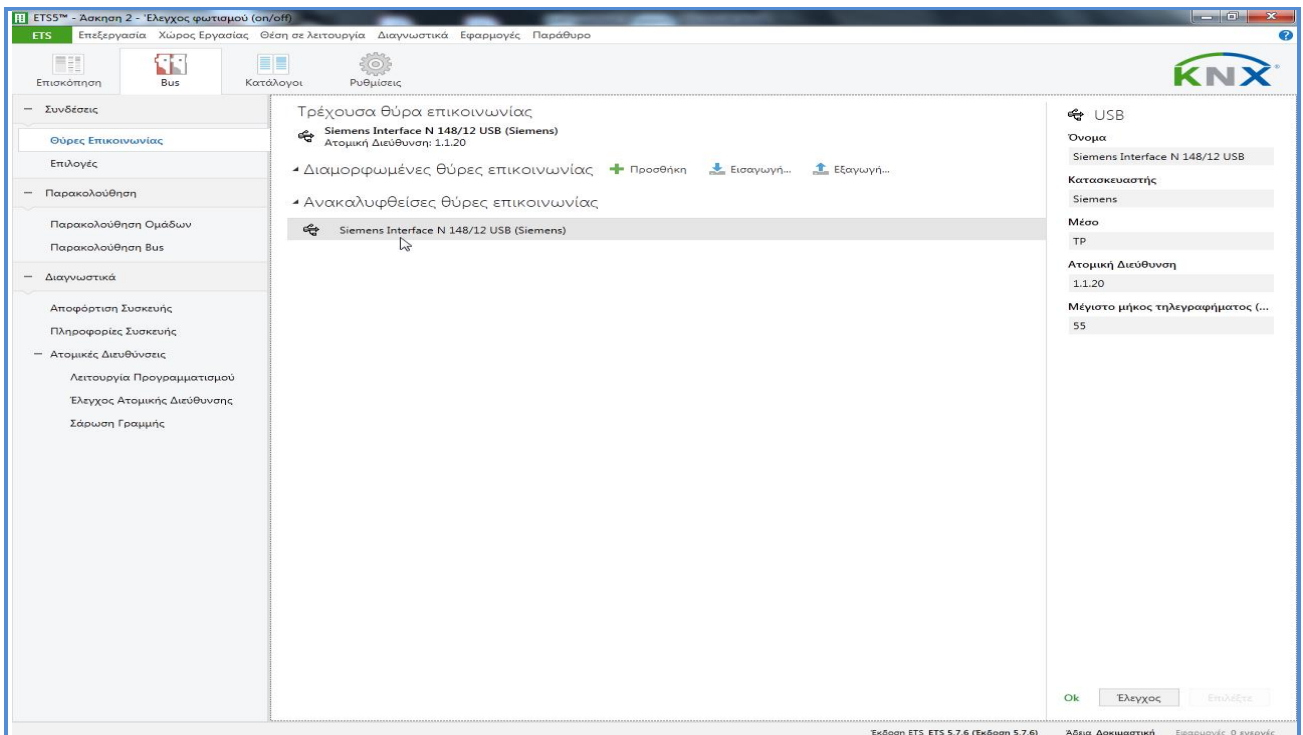 ETS5™ - Άσκηση 2 - Έλεγχος φωτισμού (on/off)
ETS Επεξεργασία Χώρος Εργασίας Θέση σε λειτουργία Διαγνωστικά Εφαρμογές Παράθυρο
Επισκόπηση Bus Κατάλογοι Ρυθμίσεις
KNX
Συνδέσεις
Θύρες Επικοινωνίας
Επιλογές
Παρακολούθηση
Παρακολούθηση Ομάδων
Παρακολούθηση Bus
Διαγνωστικά
Αποφόρτιση Συσκευής
Πληροφορίες Συσκευής
Ατομικές Διευθύνσεις
Λειτουργία Προγραμματισμού
Έλεγχος Ατομικής Διεύθυνσης
Σάρωση Γραμμής
Τρέχουσα θύρα επικοινωνίας
Siemens Interface N 148/12 USB (Siemens)
Ατομική Διεύθυνση: 1.1.20
Διαμορφωμένες θύρες επικοινωνίας Προσθήκη Εισαγωγή... Εξαγωγή...
Ανακαλυφθείσες θύρες επικοινωνίας
Siemens Interface N 148/12 USB (Siemens)
USB
Όνομα
Siemens Interface N 148/12 USB
Κατασκευαστής
Siemens
Μέσο
TP
Ατομική Διεύθυνση
1.1.20
Μέγιστο μήκος τηλεγραφήματος (...
55
Ok Έλεγχος Επιλέξτε
Έκδοση ETS ETS 5.7.6 (Έκδοση 5.7.6) Άδεια Δοκιμαστική Εφαρμογές 0 ενεργές